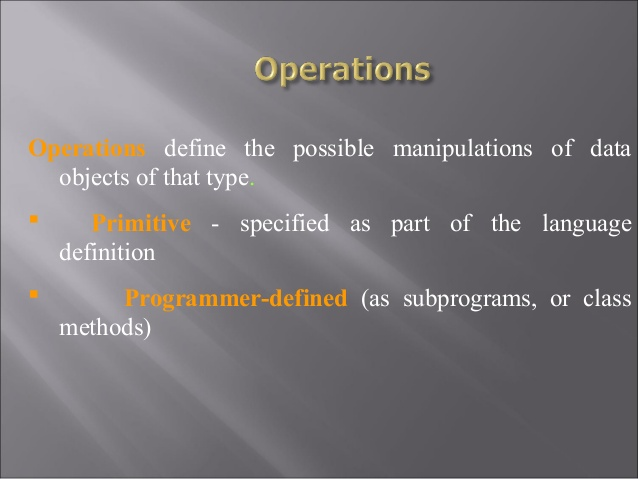 Operations
Operations define the possible manipulations of data
objects of that type.
▪ Primitive - specified as part of the language
definition
▪ Programmer-defined (as subprograms, or class
methods)